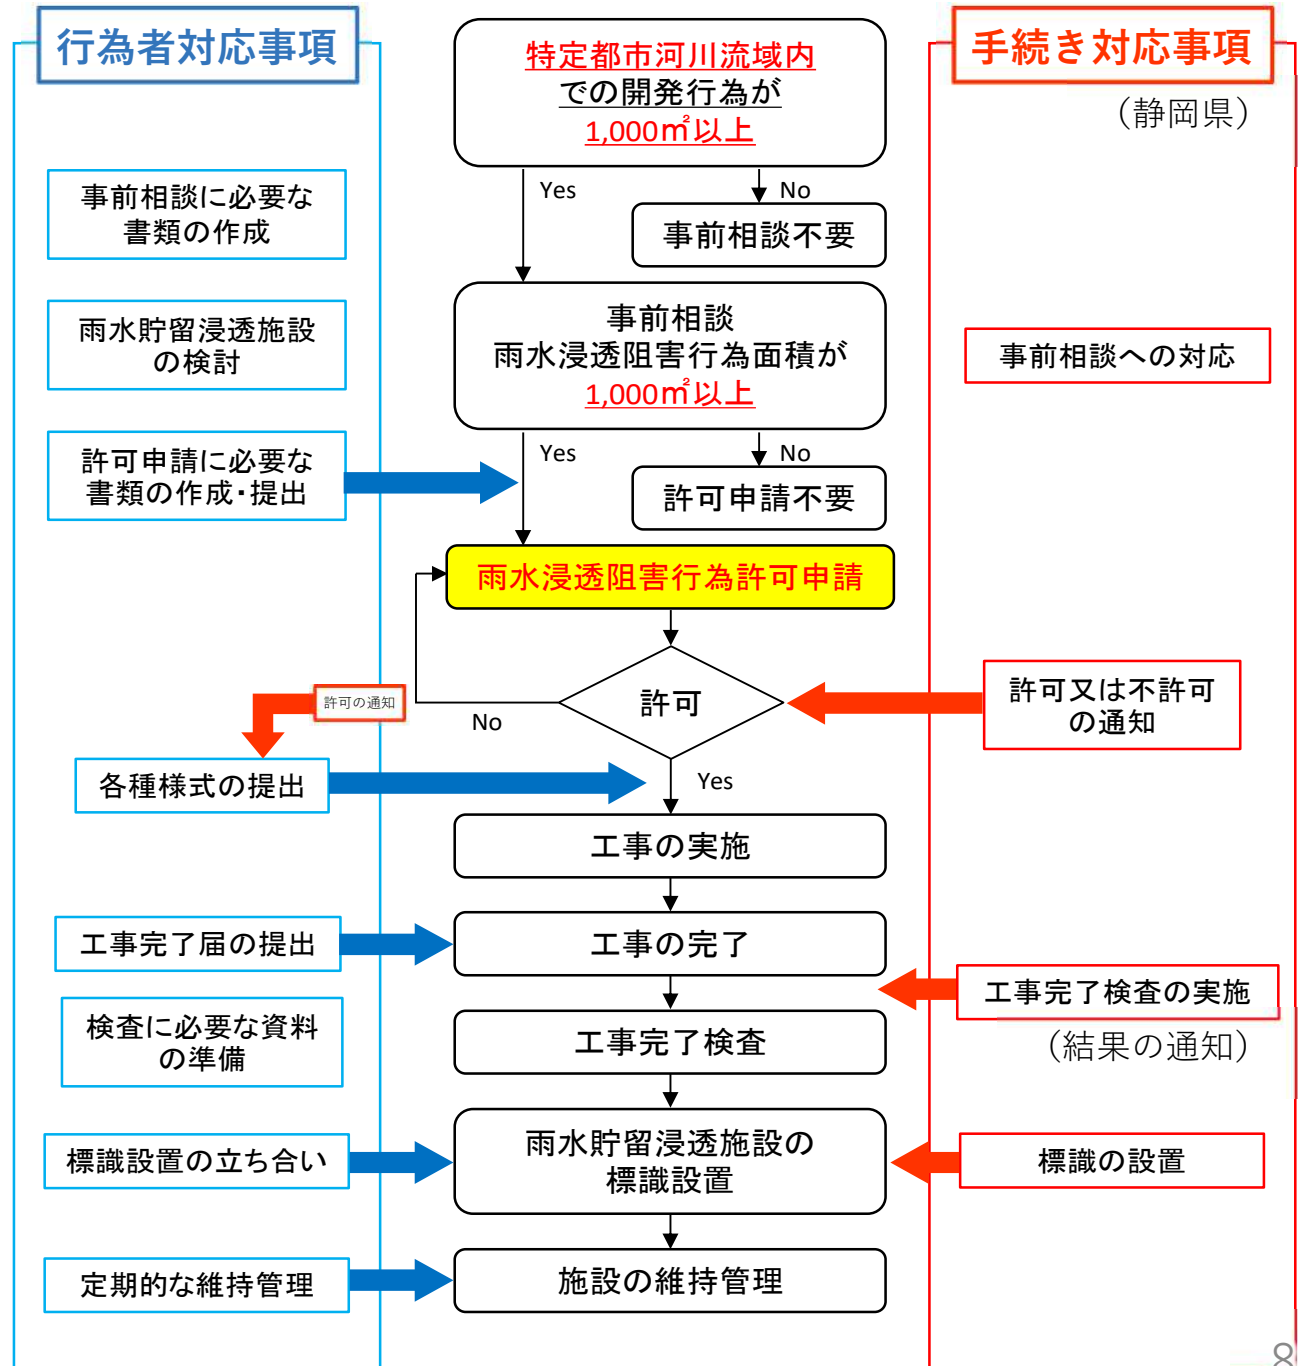 行為者対応事項
事前相談に必要な
書類の作成
雨水貯留浸透施設
の検討
許可申請に必要な
書類の作成・提出
許可の通知
各種様式の提出
工事完了届の提出
検査に必要な資料
の準備
標識設置の立ち合い
定期的な維持管理
特定都市河川流域内
での開発行為が
1,000㎡以上
Yes
No
事前相談不要
事前相談
雨水浸透阻害行為面積が
1,000㎡以上
Yes
No
許可申請不要
雨水浸透阻害行為許可申請
許可
No
Yes
工事の実施
工事の完了
工事完了検査
雨水貯留浸透施設の
標識設置
施設の維持管理
手続き対応事項
（静岡県）
事前相談への対応
許可又は不許可
の通知
工事完了検査の実施
（結果の通知）
標識の設置
8